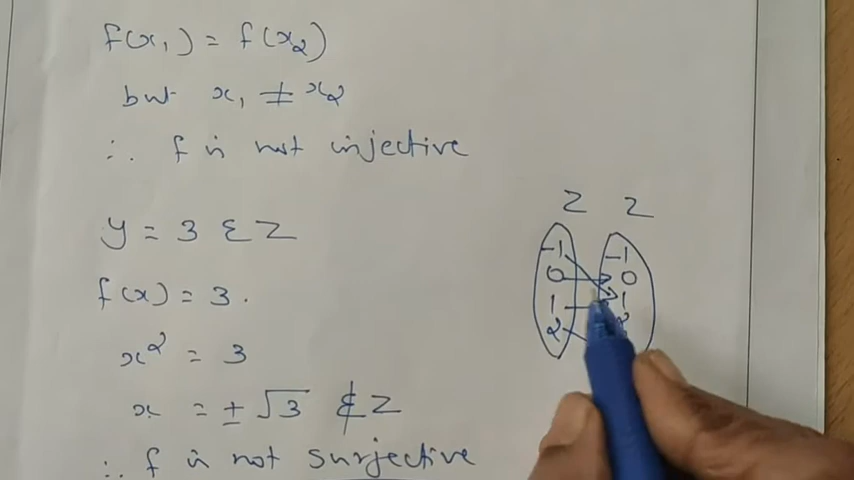 f(x₁) = f(x₂)
but x₁ ≠ x₂
∴ f is not injective
y = 3 ∈ Z
f(x) = 3.
x² = 3
x = ± √3 ∉ Z
∴ f is not surjective
Z Z
-1 -1
0 0
1 1
2 2